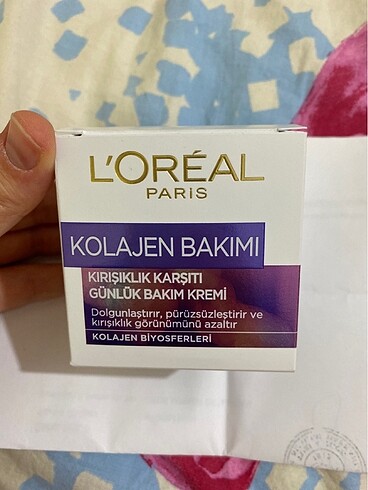 L'ORÉAL
PARIS
KOLAJEN BAKIMI
KIRIŞIKLIK KARŞITI
GÜNLÜK BAKIM KREMİ
Dolgunlaştırır, pürüzsüzleştirir ve
kırışıklık görünümünü azaltır
KOLAJEN BİYOSFERLERİ